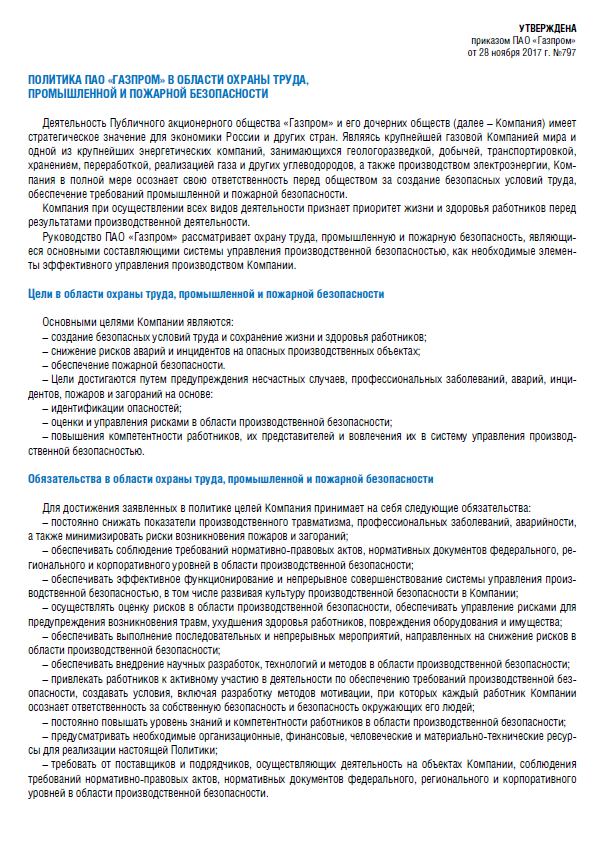 УТВЕРЖДЕНА
приказом ПАО «Газпром»
от 28 ноября 2017 г. №797
ПОЛИТИКА ПАО «ГАЗПРОМ» В ОБЛАСТИ ОХРАНЫ ТРУДА,
ПРОМЫШЛЕННОЙ И ПОЖАРНОЙ БЕЗОПАСНОСТИ
Деятельность Публичного акционерного общества «Газпром» и его дочерних обществ (далее – Компания) имеет
стратегическое значение для экономики России и других стран. Являясь крупнейшей газовой Компанией мира и
одной из крупнейших энергетических компаний, занимающихся геологоразведкой, добычей, транспортировкой,
хранением, переработкой, реализацией газа и других углеводородов, а также производством электроэнергии, Ком-
пания в полной мере осознает свою ответственность перед обществом за создание безопасных условий труда,
обеспечение требований промышленной и пожарной безопасности.
Компания при осуществлении всех видов деятельности признает приоритет жизни и здоровья работников перед
результатами производственной деятельности.
Руководство ПАО «Газпром» рассматривает охрану труда, промышленную и пожарную безопасность, являющи-
еся основными составляющими системы управления производственной безопасностью, как необходимые элемен-
ты эффективного управления производством Компании.
Цели в области охраны труда, промышленной и пожарной безопасности
Основными целями Компании являются:
– создание безопасных условий труда и сохранение жизни и здоровья работников;
– снижение рисков аварий и инцидентов на опасных производственных объектах;
– обеспечение пожарной безопасности.
– Цели достигаются путем предупреждения несчастных случаев, профессиональных заболеваний, аварий, инци-
дентов, пожаров и загораний на основе:
– идентификации опасностей;
– оценки и управления рисками в области производственной безопасности;
– повышения компетентности работников, их представителей и вовлечения их в систему управления производ-
ственной безопасностью.
Обязательства в области охраны труда, промышленной и пожарной безопасности
Для достижения заявленных в политике целей Компания принимает на себя следующие обязательства:
– постоянно снижать показатели производственного травматизма, профессиональных заболеваний, аварийности,
а также минимизировать риски возникновения пожаров и загораний;
– обеспечивать соблюдение требований нормативно-правовых актов, нормативных документов федерального, ре-
гионального и корпоративного уровней в области производственной безопасности;
– обеспечивать эффективное функционирование и непрерывное совершенствование системы управления произ-
водственной безопасностью, в том числе развивая культуру производственной безопасности в Компании;
– осуществлять оценку рисков в области производственной безопасности, обеспечивать управление рисками для
предупреждения возникновения травм, ухудшения здоровья работников, повреждения оборудования и имущества;
– обеспечивать выполнение последовательных и непрерывных мероприятий, направленных на снижение рисков в
области производственной безопасности;
– обеспечивать внедрение научных разработок, технологий и методов в области производственной безопасности;
– привлекать работников к активному участию в деятельности по обеспечению требований производственной без-
опасности, создавать условия, включая разработку методов мотивации, при которых каждый работник Компании
осознает ответственность за собственную безопасность и безопасность окружающих его людей;
– постоянно повышать уровень знаний и компетентности работников в области производственной безопасности;
– предусматривать необходимые организационные, финансовые, человеческие и материально-технические ресур-
сы для реализации настоящей Политики;
– требовать от поставщиков и подрядчиков, осуществляющих деятельность на объектах Компании, соблюдения
требований нормативно-правовых актов, нормативных документов федерального, регионального и корпоративного
уровней в области производственной безопасности.